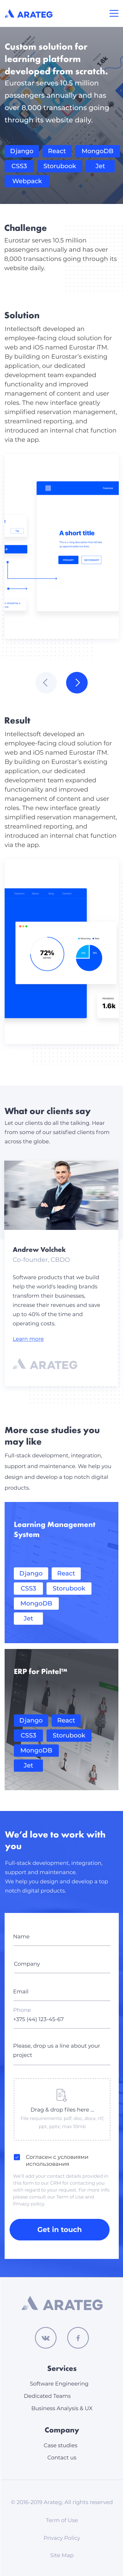 ARATEG
Custom solution for
learning platform
developed from scratch.
Eurostar serves 10.5 million
passengers annually and has
over 8,000 transactions going
through its website daily.
Django React MongoDB
CSS3 Storubook Jet
Webpack
Challenge
Eurostar serves 10.5 million
passengers annually and has over
8,000 transactions going through its
website daily.
Solution
Intellectsoft developed an
employee-facing cloud solution for
web and iOS named Eurostar ITM.
By building on Eurostar's existing
application, our dedicated
development team expanded
functionality and improved
management of content and user
roles. The new interface greatly
simplified reservation management,
streamlined reporting, and
introduced an internal chat function
via the app.
A short title
Result
Intellectsoft developed an
employee-facing cloud solution for
web and iOS named Eurostar ITM.
By building on Eurostar's existing
application, our dedicated
development team expanded
functionality and improved
management of content and user
roles. The new interface greatly
simplified reservation management,
streamlined reporting, and
introduced an internal chat function
via the app.
72%
1.6k
What our clients say
Let our clients do all the talking. Hear
from some of our satisfied clients from
across the globe.
Andrew Volchek
Co-founder, CBDO
Software products that we build
help the world's leading brands
transform their businesses,
increase their revenues and save
up to 40% of the time and
operating costs.
Learn more
ARATEG
More case studies you
may like
Full-stack development, integration,
support and maintenance. We help you
design and develop a top notch digital
products.
Learning Management
System
Django React
CSS3 Storubook
MongoDB
Jet
ERP for Pintel™
Django React
CSS3 Storubook
MongoDB
Jet
We'd love to work with
you
Full-stack development, integration,
support and maintenance.
We help you design and develop a top
notch digital products.
Name
Company
Email
Phone
+375 (44) 123-45-67
Please, drop us a line about your
project
Drag & drop files here ...
File requirements: pdf, doc, docx, rtf,
ppt, pptx, max 50mb
Согласен с условиями
использования
We'll add your contact details provided in
this form to our CRM for contacting you
with regard to your request. For more info
please consult our Term of Use and
Privacy policy.
Get in touch
ARATEG
Services
Software Engineering
Dedicated Teams
Business Analysis & UX
Company
Case studies
Contact us
© 2016-2019 Arateg. All rights reserved
Term of Use
Privacy Policy
Site Map